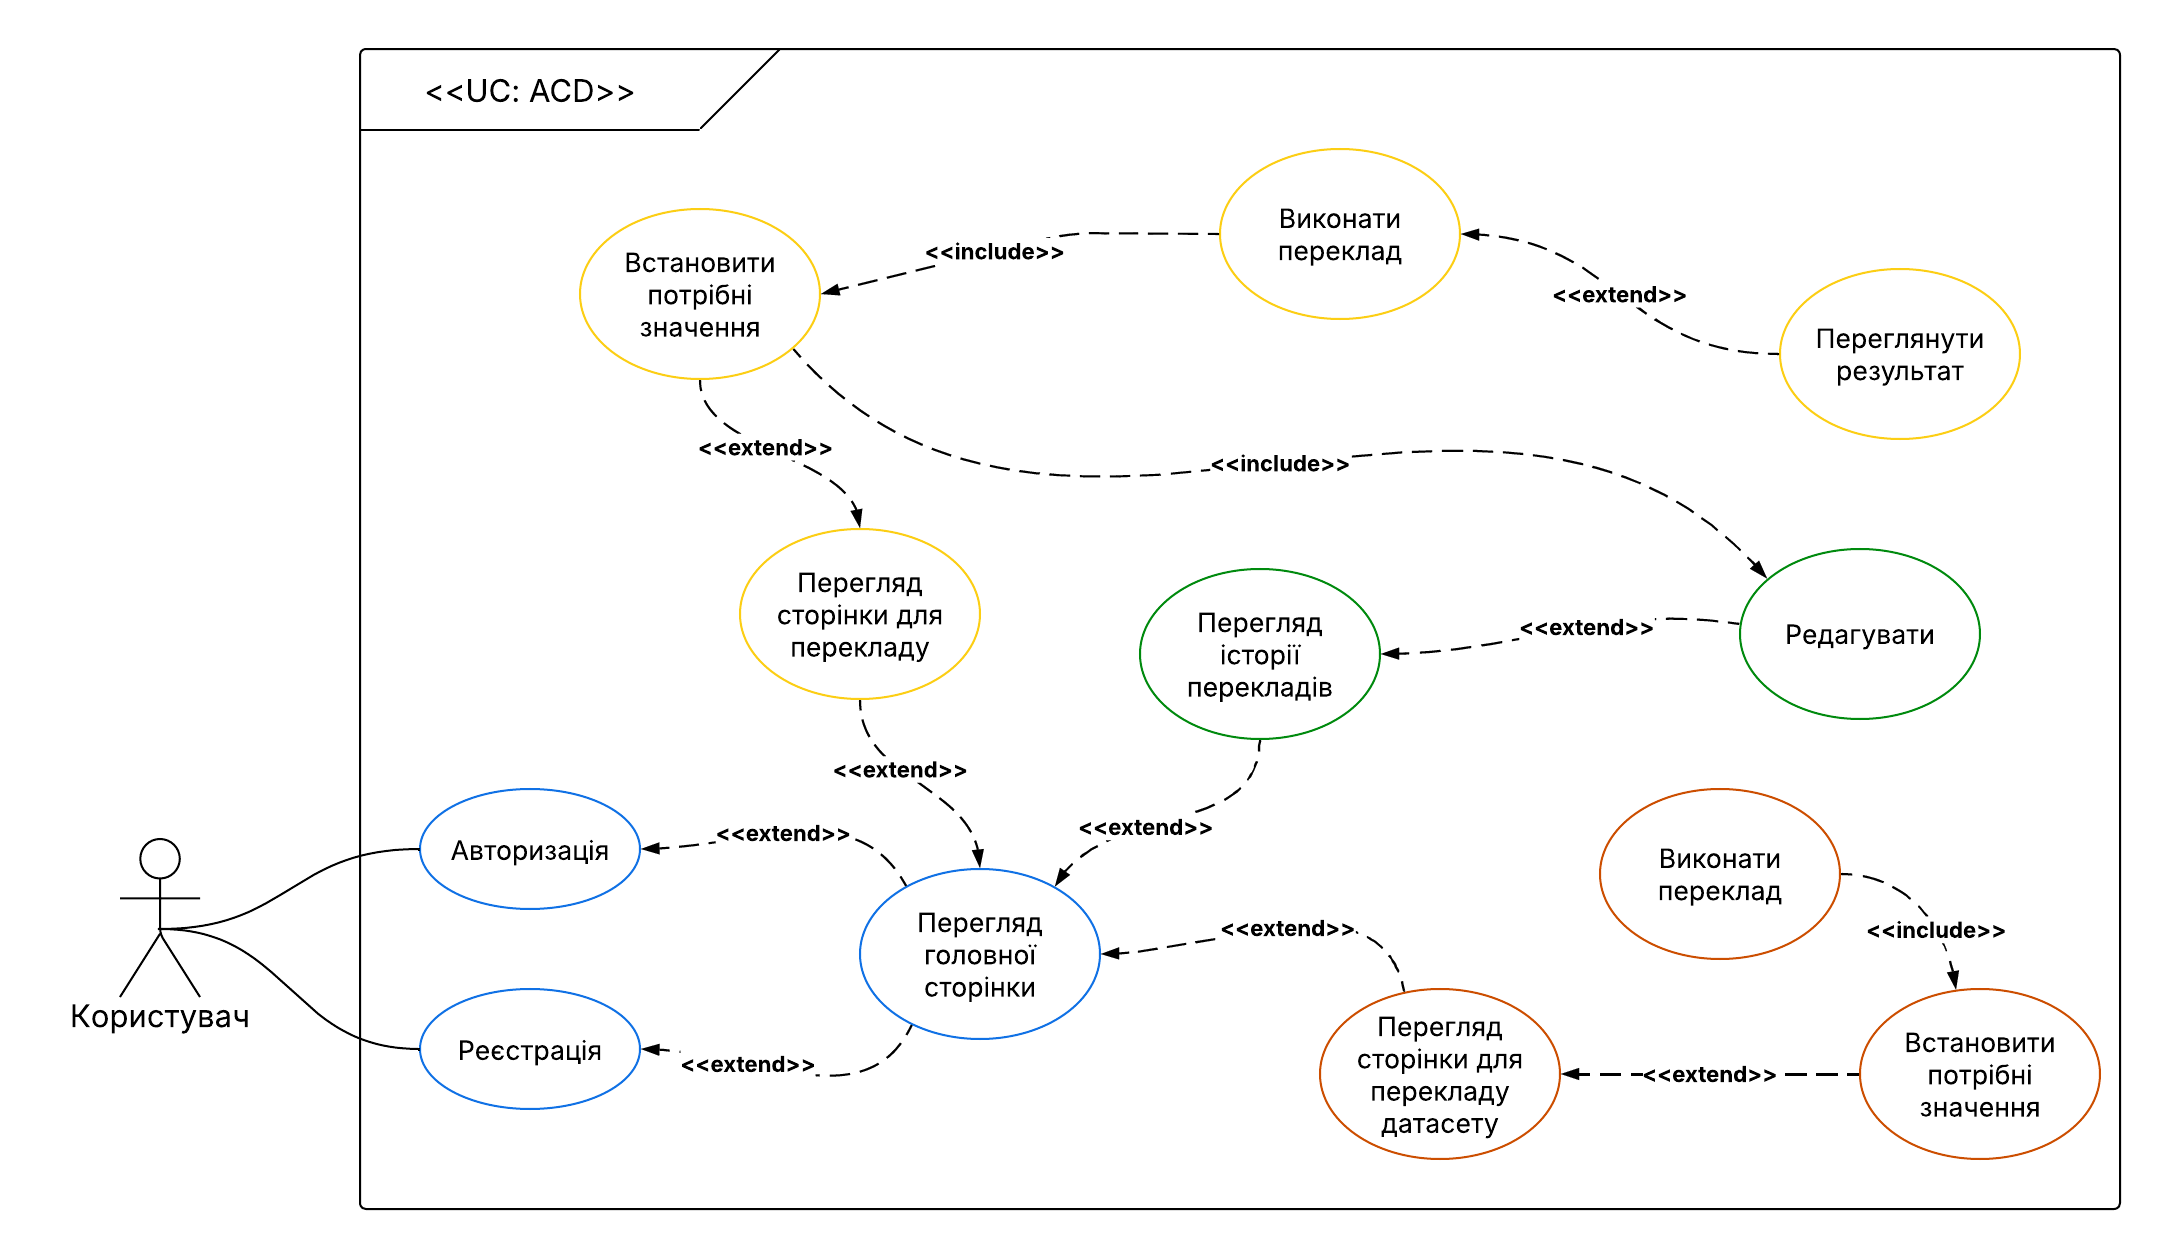 <<UC: ACD>>
Виконати
переклад
<<include>>
Встановити
потрібні
значення
<<extend>>
Переглянути
результат
<<extend>>
<<include>>
Перегляд
сторінки для
перекладу
Перегляд
історії
перекладів
<<extend>>
Редагувати
<<extend>>
<<extend>>
Авторизація
<<extend>>
Виконати
переклад
<<include>>
Перегляд
головної
сторінки
<<extend>>
Користувач
Реєстрація
<<extend>>
Перегляд
сторінки для
перекладу
датасету
<<extend>>
Встановити
потрібні
значення